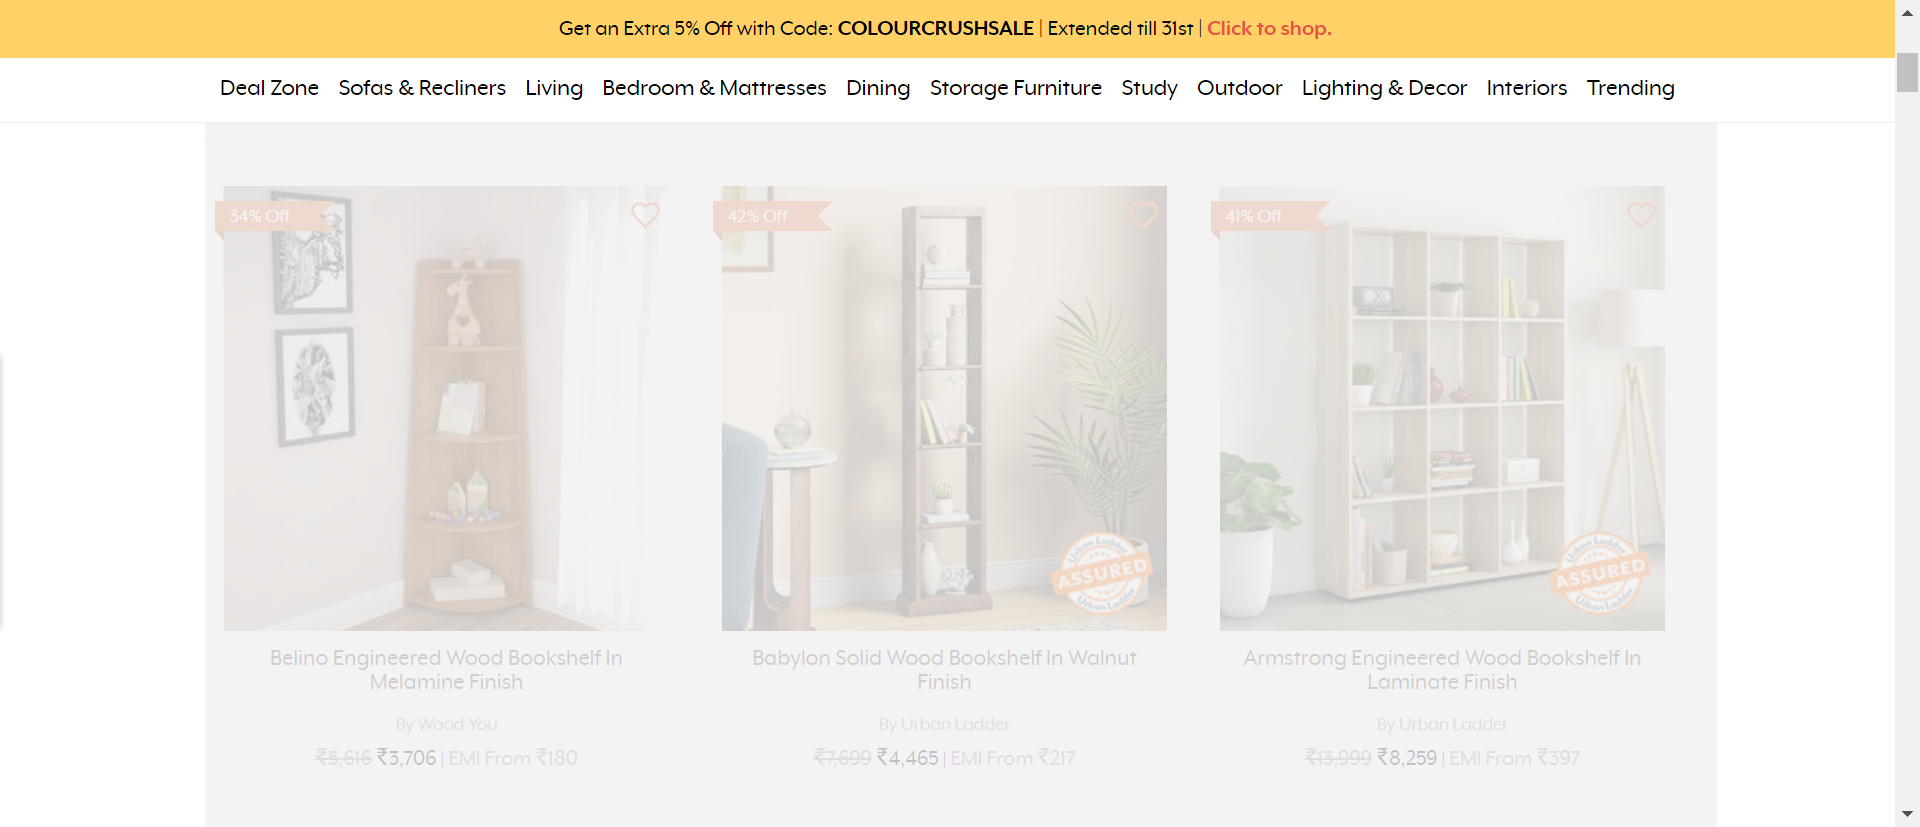 Get an Extra 5% Off with Code: COLOURCRUSHSALE | Extended till 31st | Click to shop.
Deal Zone Sofas & Recliners Living Bedroom & Mattresses Dining Storage Furniture Study Outdoor Lighting & Decor Interiors Trending
34% Off
42% Off
41% Off
Urban Ladder
ASSURED
Urban Ladder
Urban Ladder
ASSURED
Urban Ladder
Belino Engineered Wood Bookshelf In
Melamine Finish
By Wood You
₹5,616 ₹3,706 | EMI From ₹180
Babylon Solid Wood Bookshelf In Walnut
Finish
By Urban Ladder
₹7,699 ₹4,465 | EMI From ₹217
Armstrong Engineered Wood Bookshelf In
Laminate Finish
By Urban Ladder
₹13,999 ₹8,259 | EMI From ₹397